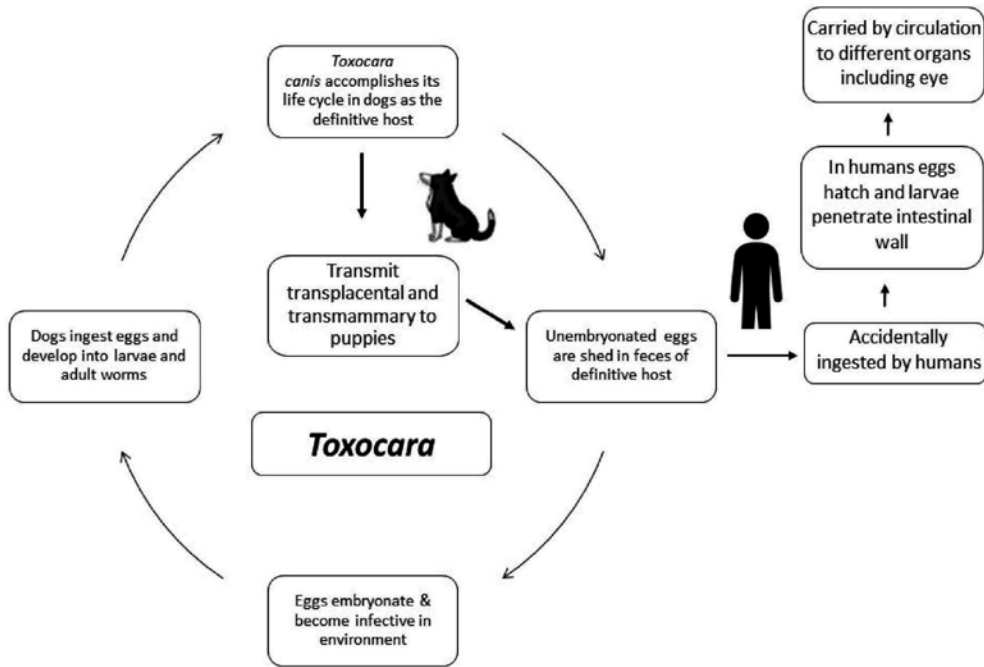 Toxocara
canis accomplishes its
life cycle in dogs as the
definitive host
Transmit
transplacental and
transmammary to
puppies
Unembryonated eggs
are shed in feces of
definitive host
Eggs embryonate &
become infective in
environment
Dogs ingest eggs and
develop into larvae and
adult worms
Toxocara
Accidentally
ingested by humans
In humans eggs
hatch and larvae
penetrate intestinal
wall
Carried by circulation
to different organs
including eye